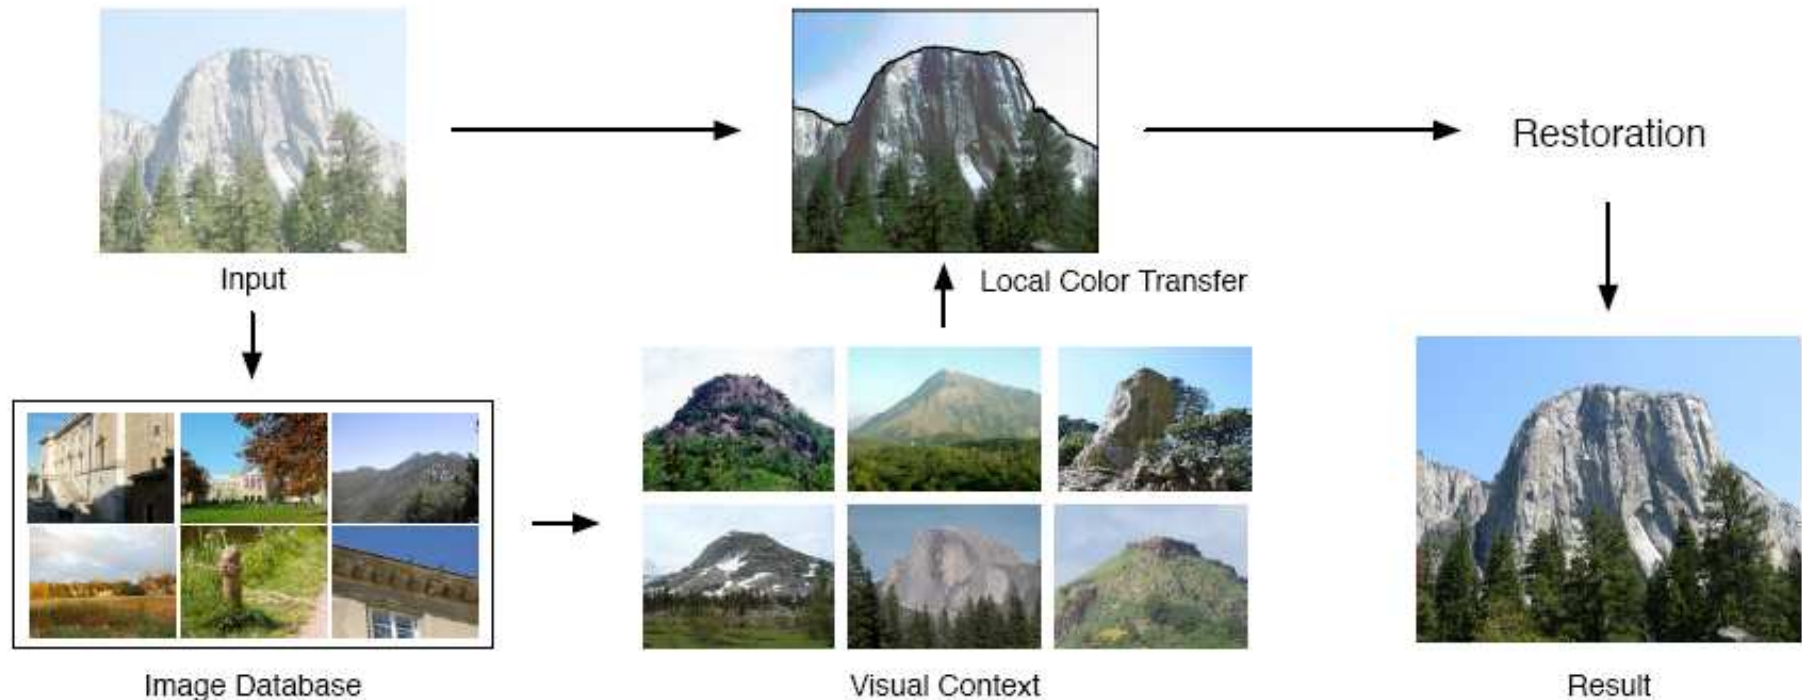 Input
Local Color Transfer
Restoration
Image Database
Visual Context
Result